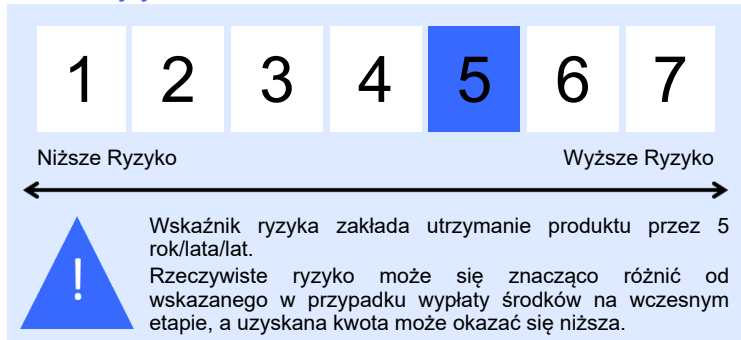 1 2 3 4 5 6 7
Niższe Ryzyko Wyższe Ryzyko
!
Wskaźnik ryzyka zakłada utrzymanie produktu przez 5
rok/lata/lat.
Rzeczywiste ryzyko może się znacząco różnić od
wskazanego w przypadku wypłaty środków na wczesnym
etapie, a uzyskana kwota może okazać się niższa.